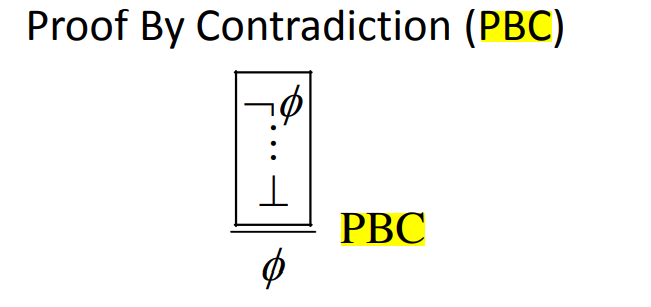 Proof By Contradiction (PBC)
¬ϕ
⋮
⊥
PBC
ϕ